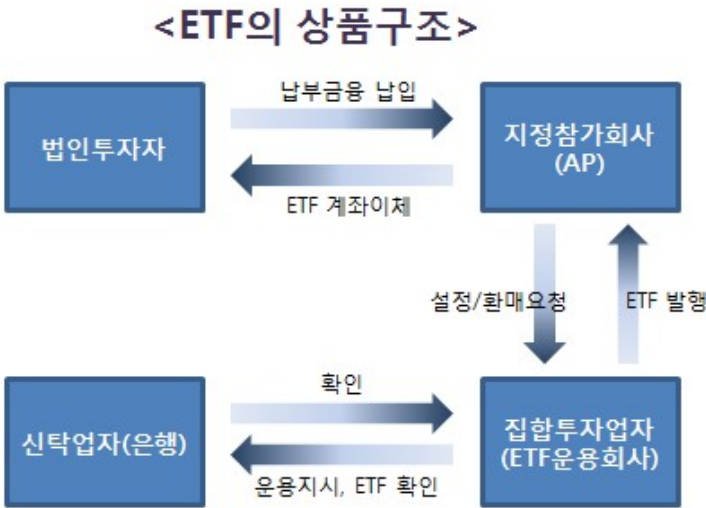 <ETF의 상품구조>
납부금융 납입
법인투자자
지정참가회사
(AP)
ETF 계좌이체
설정/환매요청
ETF 발행
확인
신탁업자(은행)
집합투자업자
(ETF운용회사)
운용지시, ETF 확인